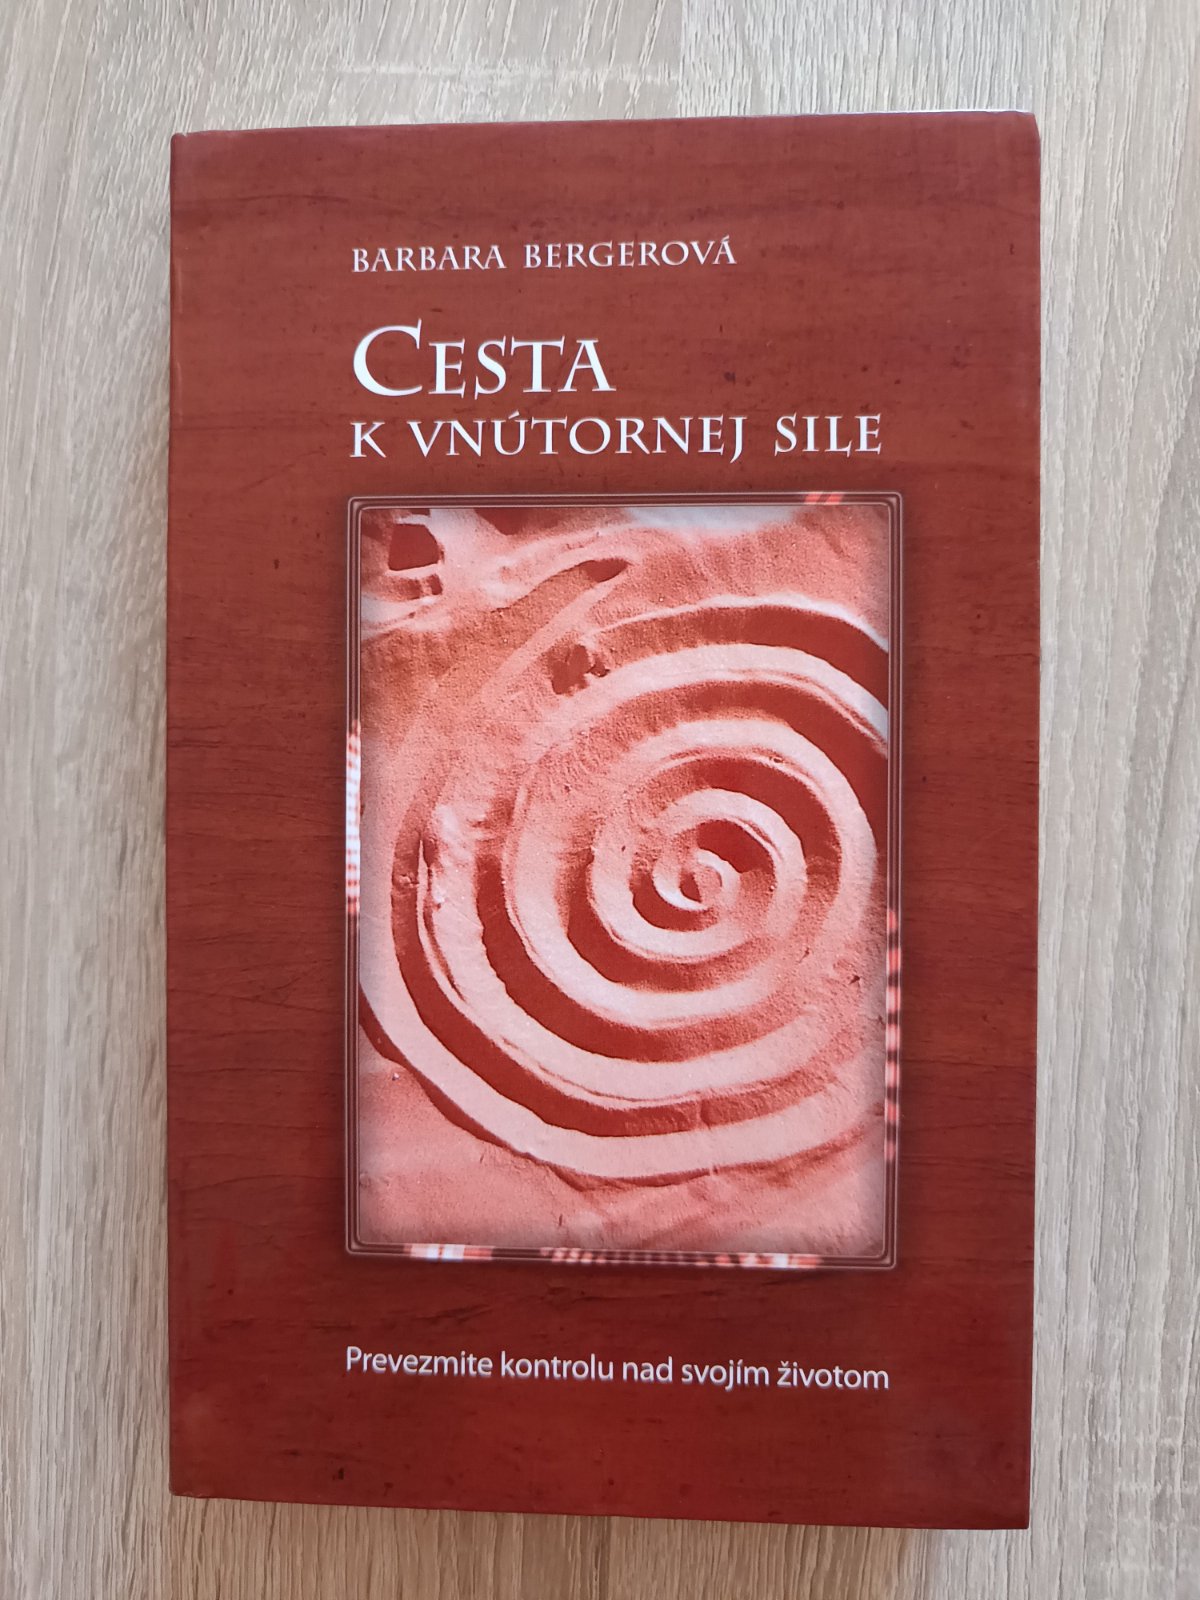 BARBARA BERGEROVÁ
CESTA
K VNÚTORNEJ SILE
Prevezmite kontrolu nad svojím životom